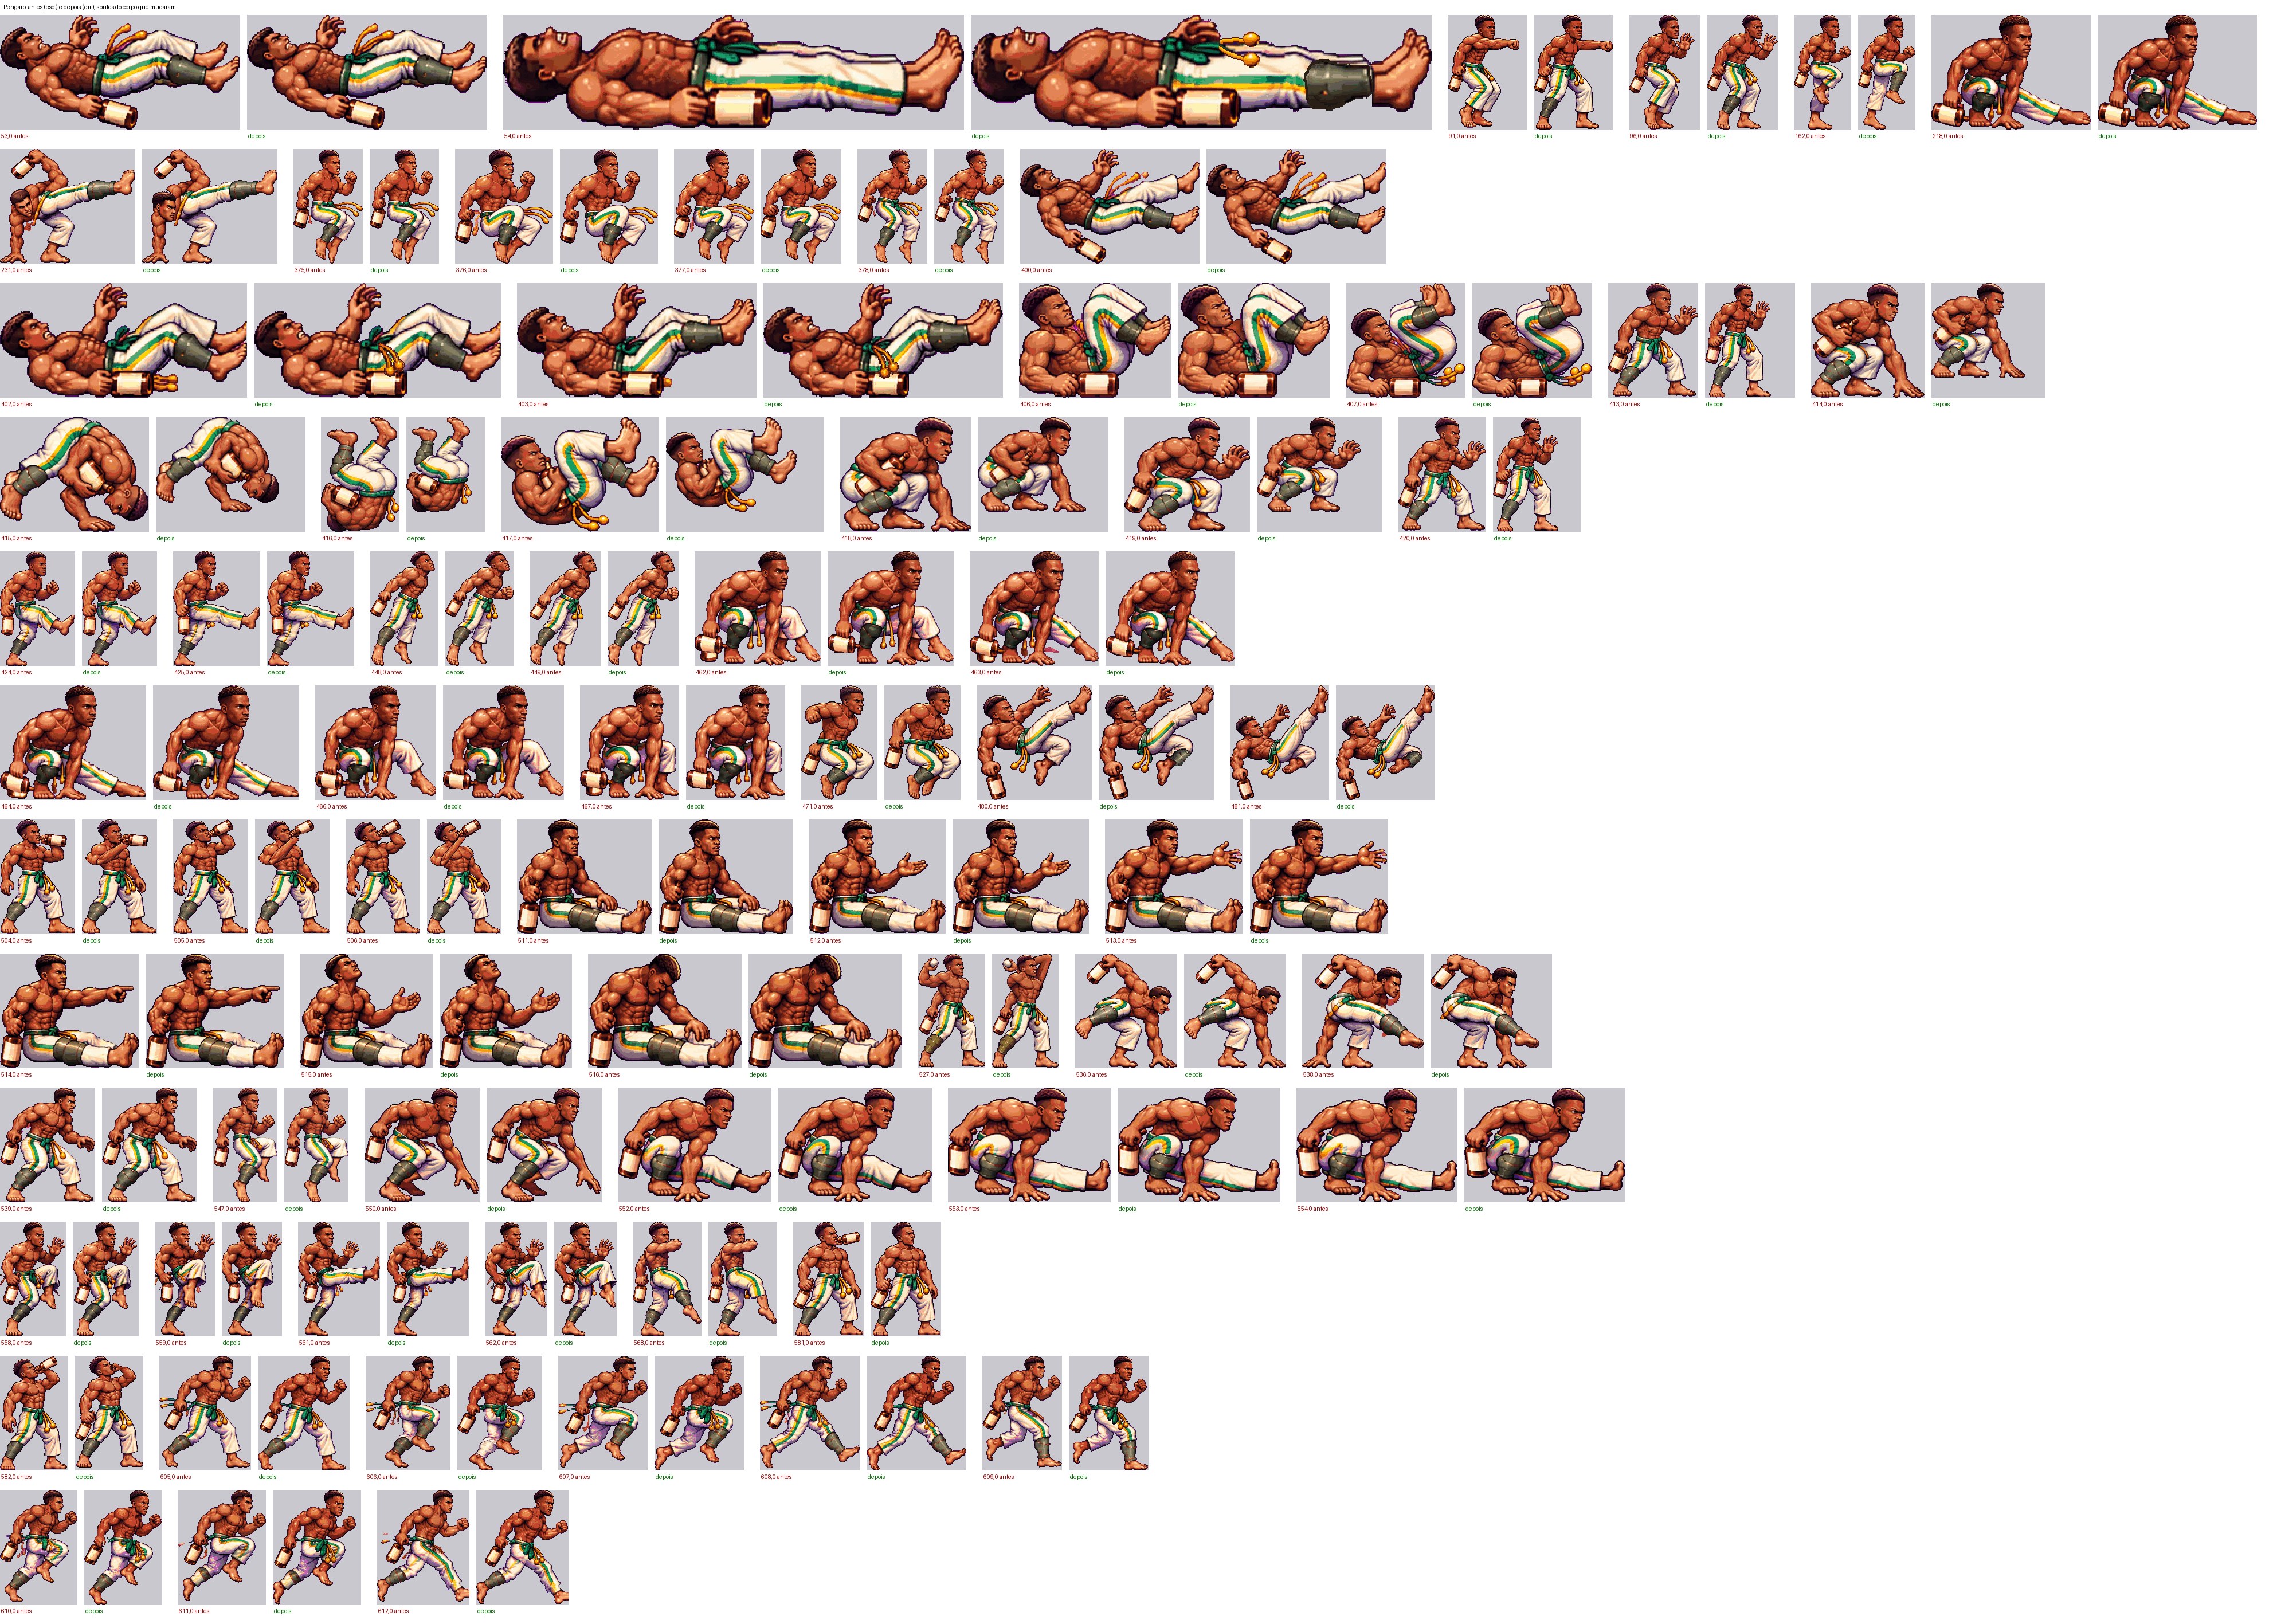 Pengaro: antes (esq.) e depois (dir.), sprites do corpo que mudaram
53,0 antes depois 54,0 antes depois 91,0 antes depois 96,0 antes depois 162,0 antes depois 218,0 antes depois
231,0 antes depois 375,0 antes depois 376,0 antes depois 377,0 antes depois 378,0 antes depois 400,0 antes depois
402,0 antes depois 403,0 antes depois 406,0 antes depois 407,0 antes depois 413,0 antes depois 414,0 antes depois
415,0 antes depois 416,0 antes depois 417,0 antes depois 418,0 antes depois 419,0 antes depois 420,0 antes depois
424,0 antes depois 425,0 antes depois 448,0 antes depois 449,0 antes depois 462,0 antes depois 463,0 antes depois
464,0 antes depois 466,0 antes depois 467,0 antes depois 471,0 antes depois 480,0 antes depois 481,0 antes depois
504,0 antes depois 505,0 antes depois 506,0 antes depois 511,0 antes depois 512,0 antes depois 513,0 antes depois
514,0 antes depois 515,0 antes depois 516,0 antes depois 527,0 antes depois 536,0 antes depois 538,0 antes depois
539,0 antes depois 547,0 antes depois 550,0 antes depois 552,0 antes depois 553,0 antes depois 554,0 antes depois
558,0 antes depois 559,0 antes depois 561,0 antes depois 562,0 antes depois 568,0 antes depois 581,0 antes depois
582,0 antes depois 605,0 antes depois 606,0 antes depois 607,0 antes depois 608,0 antes depois 609,0 antes depois
610,0 antes depois 611,0 antes depois 612,0 antes depois